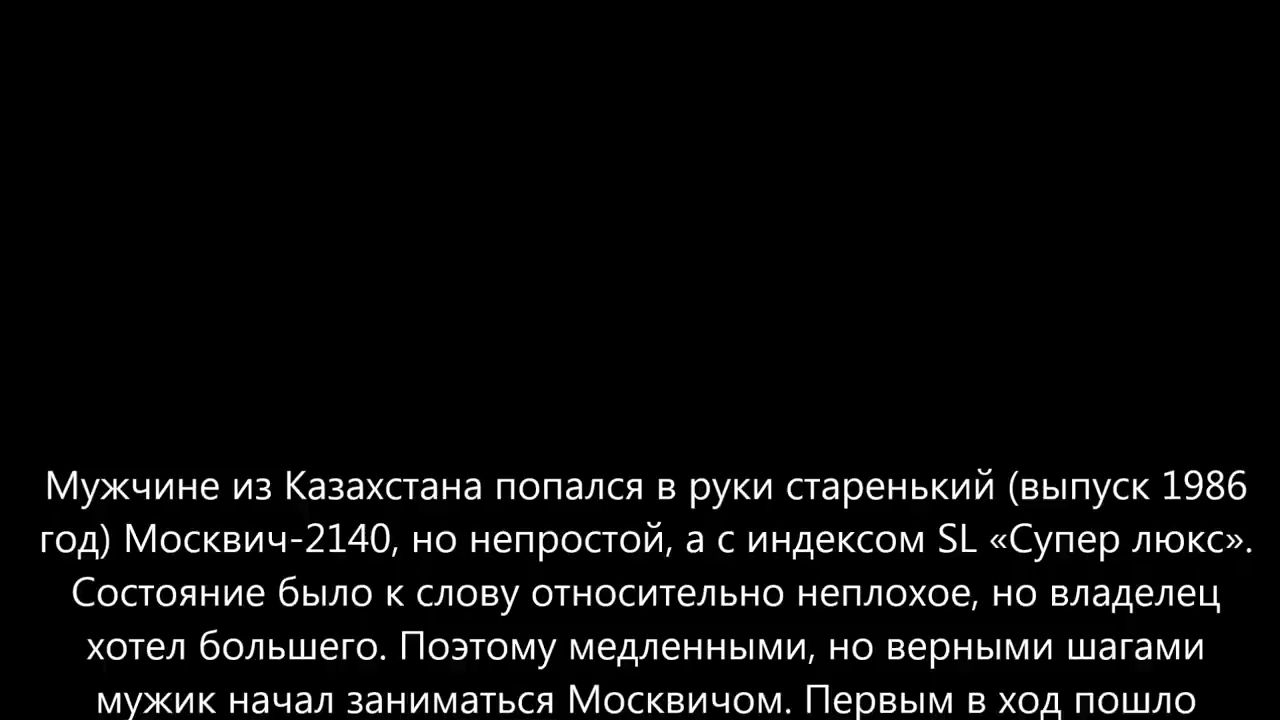 Мужчине из Казахстана попался в руки старенький (выпуск 1986
год) Москвич-2140, но непростой, а с индексом SL «Супер люкс».
Состояние было к слову относительно неплохое, но владелец
хотел большего. Поэтому медленными, но верными шагами
мужик начал заниматься Москвичом. Первым в ход пошло